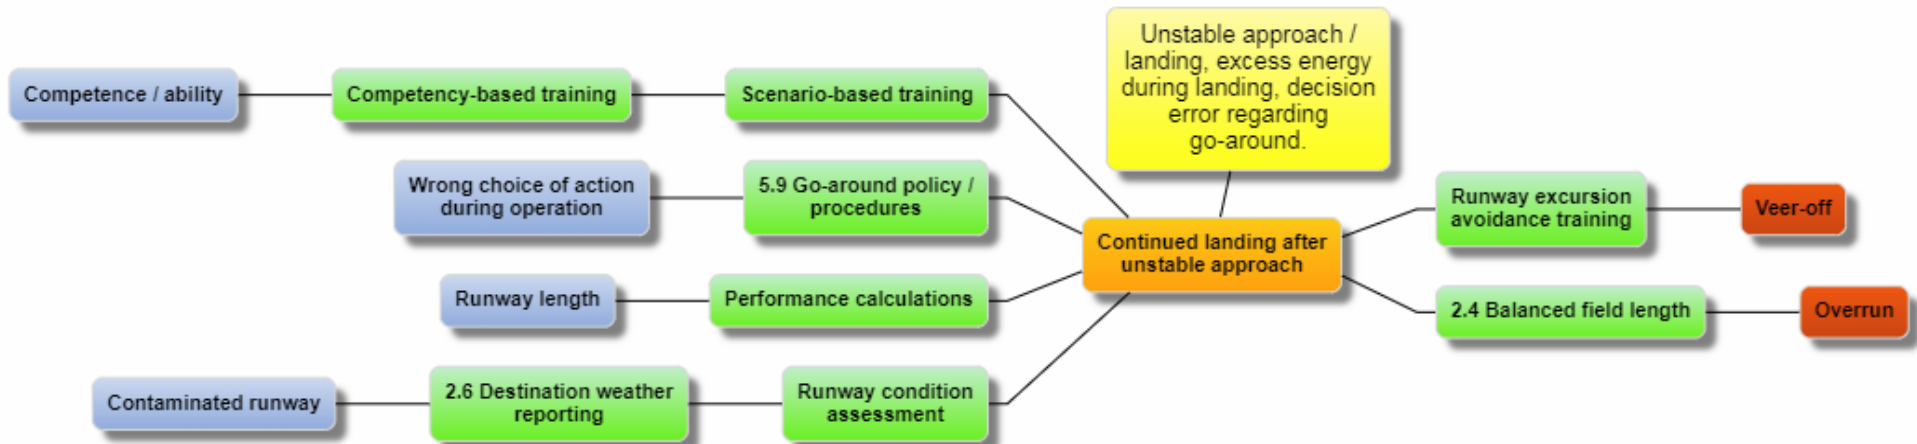 Unstable approach /
landing, excess energy
during landing, decision
error regarding
go-around.
Competence / ability
Competency-based training
Scenario-based training
Wrong choice of action
during operation
5.9 Go-around policy /
procedures
Runway length
Performance calculations
Contaminated runway
2.6 Destination weather
reporting
Runway condition
assessment
Continued landing after
unstable approach
Runway excursion
avoidance training
Veer-off
2.4 Balanced field length
Overrun